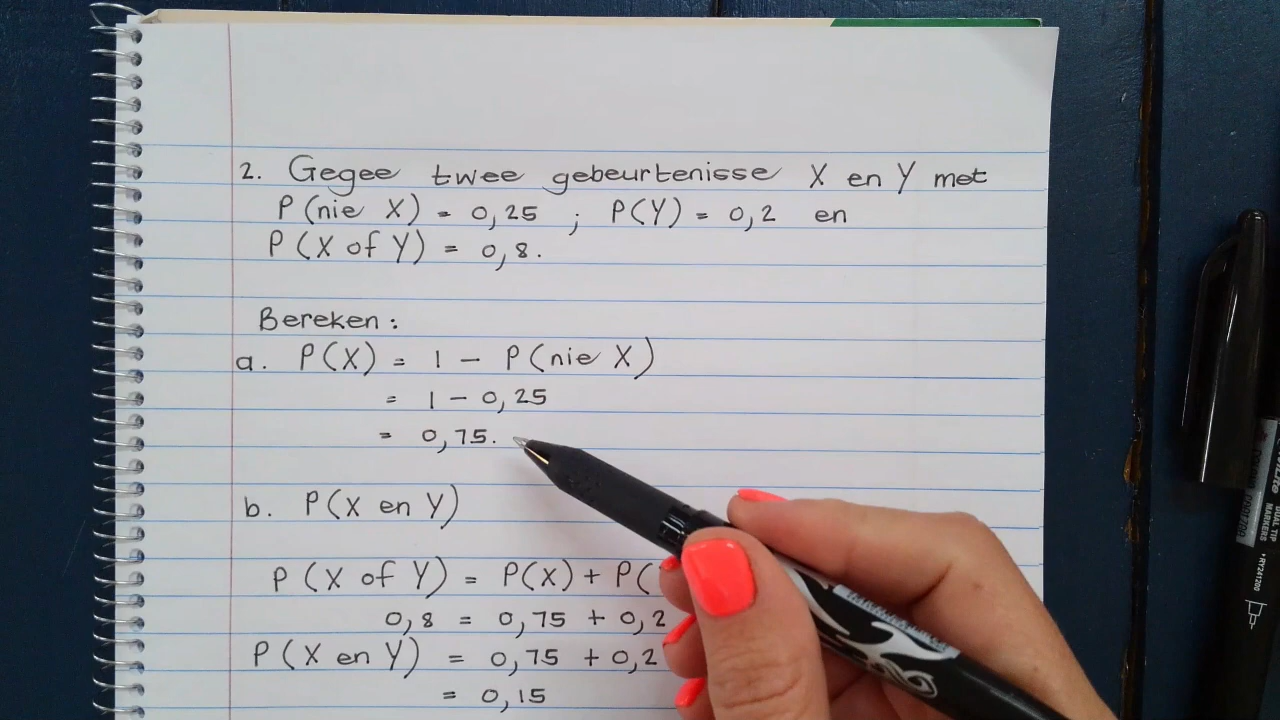 2. Gegee twee gebeurtenisse X en Y met
P(nie X) = 0,25 ; P(Y) = 0,2 en
P(X of Y) = 0,8.
Bereken:
a. P(X) = 1 - P(nie X)
= 1 - 0,25
= 0,75.
b. P(X en Y)
P(X of Y) = P(X) + P(
0,8 = 0,75 + 0,2
P(X en Y) = 0,75 + 0,2
= 0,15
MARKERS